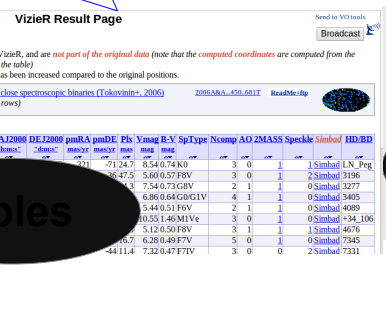 Send to VO tools
VizieR Result Page
Broadcast
VizieR, and are not part of the original data (note that the computed coordinates are computed from the
the table)
as been increased compared to the original positions.
close spectroscopic binaries (Tokovinin+, 2006) 2006A&A...450..681T ReadMe+ftp
rows)
AJ2000 DEJ2000 pmRA pmDE Plx Vmag B-V SpType Ncomp AO 2MASS Speckle Simbad HD/BD
"h:m:s" "d:m:s" mas/yr mas/yr mas mag mag
321 -71 24.7 8.54 0.74 K0 3 0 1 1 Simbad LN_Peg
47.5 5.60 0.57 F8V 3 0 1 2 Simbad 3196
7.54 0.73 G8V 2 1 1 3 Simbad 3277
6.86 0.64 G0/G1V 4 1 1 0 Simbad 3405
5.44 0.51 F6V 2 1 1 0 Simbad 4089
bles 10.55 1.46 M1Ve 3 0 1 0 Simbad +34_106
5.12 0.50 F8V 3 1 1 1 Simbad 4676
16.7 6.28 0.49 F7V 5 0 1 0 Simbad 7345
-44 11.4 7.32 0.47 F7IV 3 0 0 2 Simbad 7331